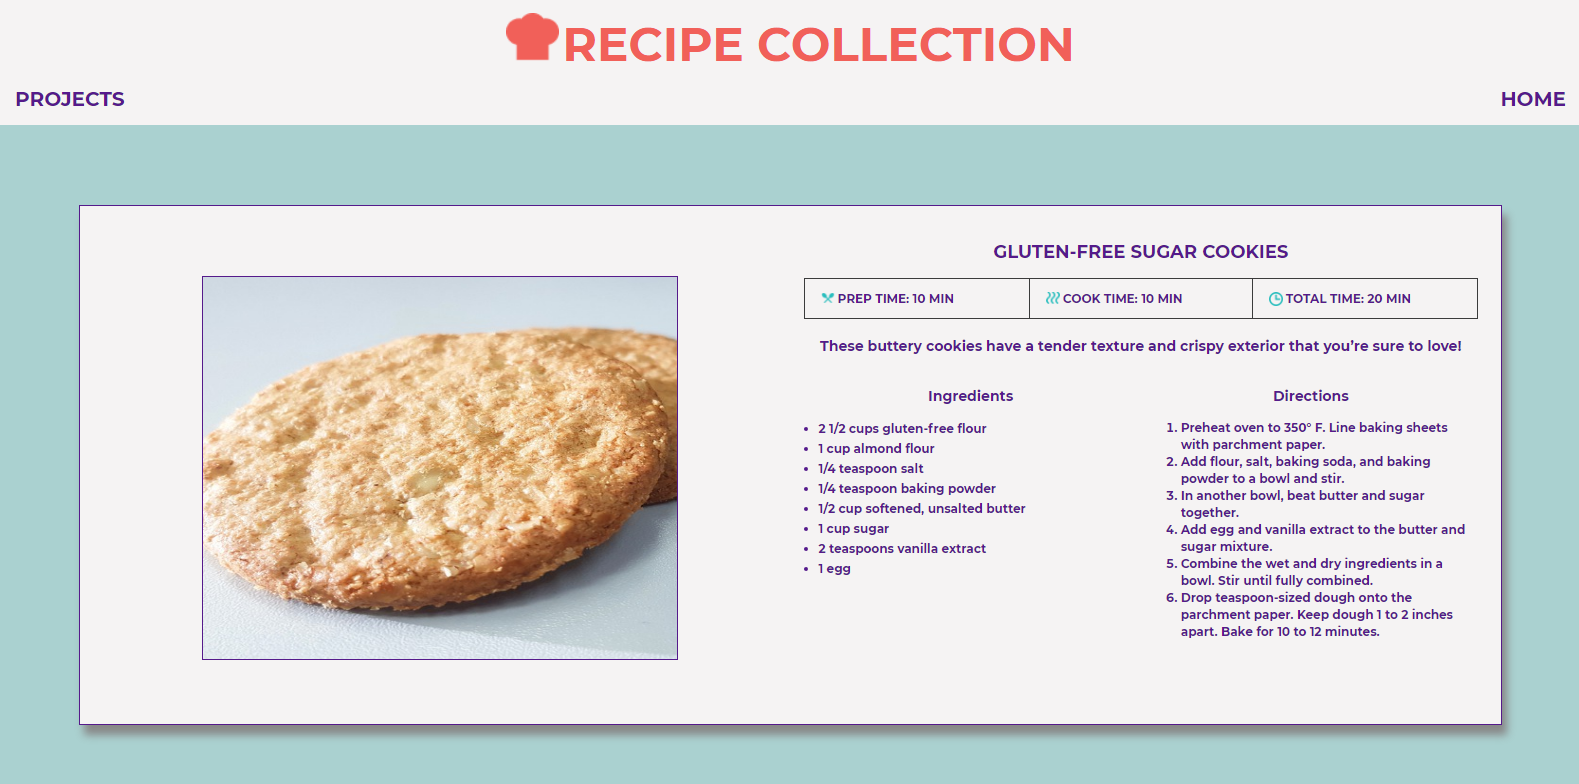 RECIPE COLLECTION
PROJECTS
HOME
GLUTEN-FREE SUGAR COOKIES
PREP TIME: 10 MIN
COOK TIME: 10 MIN
TOTAL TIME: 20 MIN
These buttery cookies have a tender texture and crispy exterior that you’re sure to love!
Ingredients
• 2 1/2 cups gluten-free flour
• 1 cup almond flour
• 1/4 teaspoon salt
• 1/4 teaspoon baking powder
• 1/2 cup softened, unsalted butter
• 1 cup sugar
• 2 teaspoons vanilla extract
• 1 egg
Directions
1. Preheat oven to 350° F. Line baking sheets
with parchment paper.
2. Add flour, salt, baking soda, and baking
powder to a bowl and stir.
3. In another bowl, beat butter and sugar
together.
4. Add egg and vanilla extract to the butter and
sugar mixture.
5. Combine the wet and dry ingredients in a
bowl. Stir until fully combined.
6. Drop teaspoon-sized dough onto the
parchment paper. Keep dough 1 to 2 inches
apart. Bake for 10 to 12 minutes.